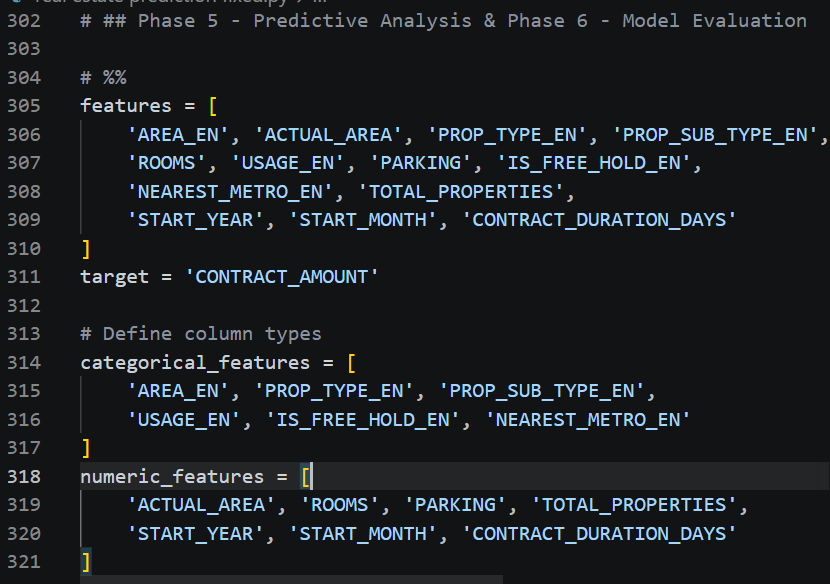 302 # ## Phase 5 - Predictive Analysis & Phase 6 - Model Evaluation
303
304 # %%
305 features = [
306     'AREA_EN', 'ACTUAL_AREA', 'PROP_TYPE_EN', 'PROP_SUB_TYPE_EN',
307     'ROOMS', 'USAGE_EN', 'PARKING', 'IS_FREE_HOLD_EN',
308     'NEAREST_METRO_EN', 'TOTAL_PROPERTIES',
309     'START_YEAR', 'START_MONTH', 'CONTRACT_DURATION_DAYS'
310 ]
311 target = 'CONTRACT_AMOUNT'
312
313 # Define column types
314 categorical_features = [
315     'AREA_EN', 'PROP_TYPE_EN', 'PROP_SUB_TYPE_EN',
316     'USAGE_EN', 'IS_FREE_HOLD_EN', 'NEAREST_METRO_EN'
317 ]
318 numeric_features = [
319     'ACTUAL_AREA', 'ROOMS', 'PARKING', 'TOTAL_PROPERTIES',
320     'START_YEAR', 'START_MONTH', 'CONTRACT_DURATION_DAYS'
321 ]